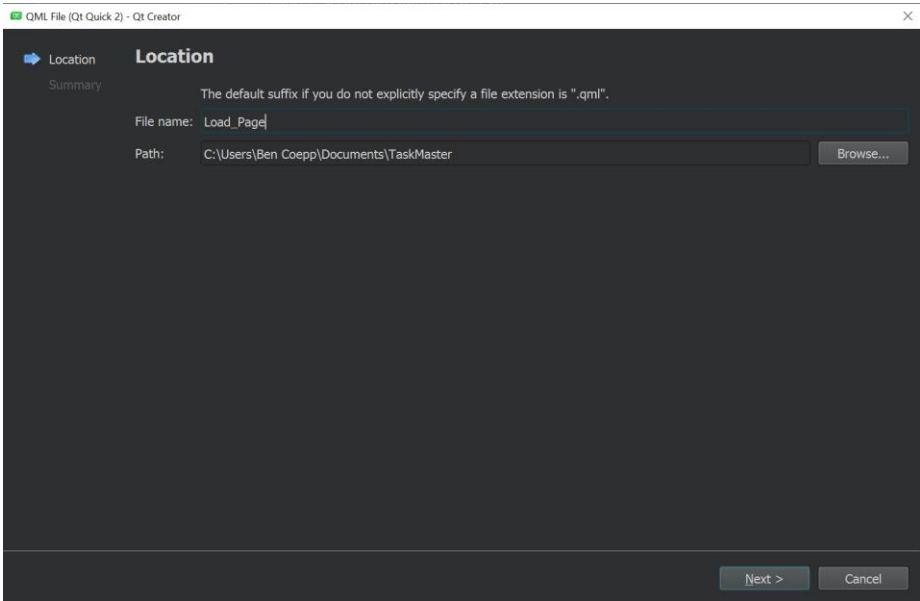 QML File (Qt Quick 2) - Qt Creator
Location
Summary
Location
The default suffix if you do not explicitly specify a file extension is ".qml".
File name: Load_Page
Path: C:\Users\Ben Coepp\Documents\TaskMaster Browse...
Next > Cancel